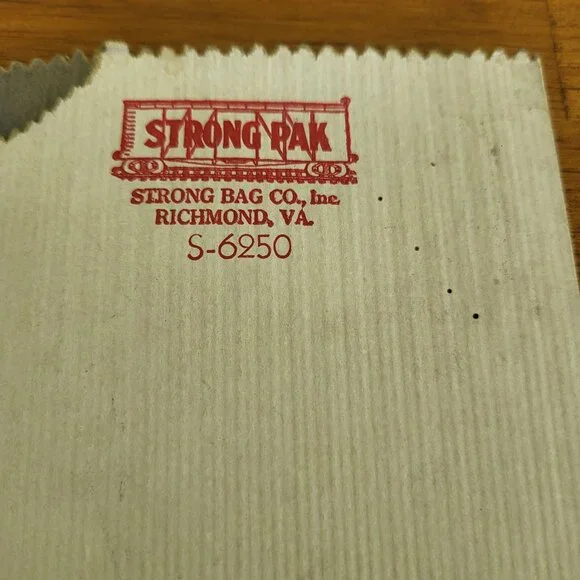 STRONG PAK
STRONG BAG CO., Inc.
RICHMOND, VA.
S-6250